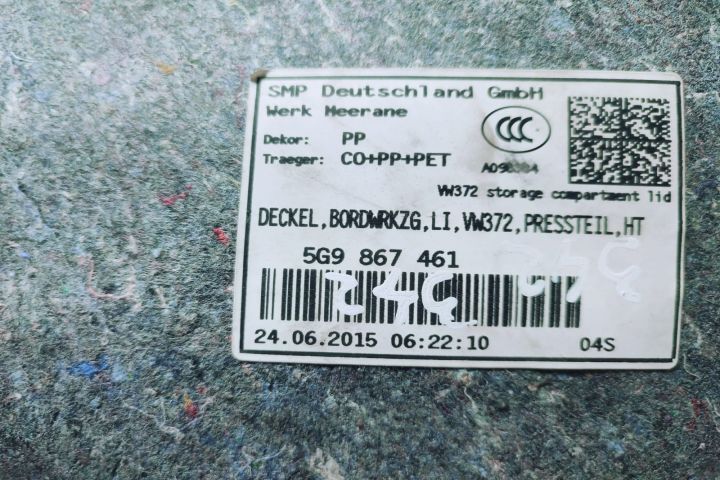 SMP Deutschland GmbH
Werk Meerane
CCC
Dekor: PP
Traeger: CO+PP+PET
VW372 storage compartment lid
DECKEL,BORDWRKZG,LI,VW372,PRESSTEIL,HT
5G9 867 461
24.06.2015 06:22:10 04S